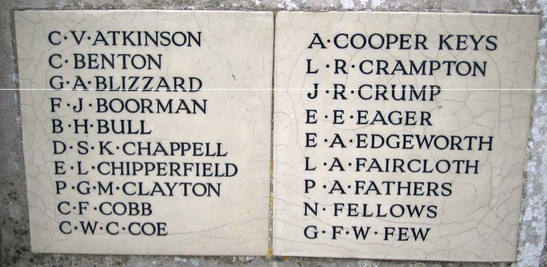 C·V·ATKINSON
C·BENTON
G·A·BLIZZARD
F·J·BOORMAN
B·H·BULL
D·S·K·CHAPPELL
E·L·CHIPPERFIELD
P·G·M·CLAYTON
C·F·COBB
C·W·C·COE
A·COOPER KEYS
L·R·CRAMPTON
J·R·CRUMP
E·E·EAGER
E·A·EDGEWORTH
L·A·FAIRCLOTH
P·A·FATHERS
N·FELLOWS
G·F·W·FEW